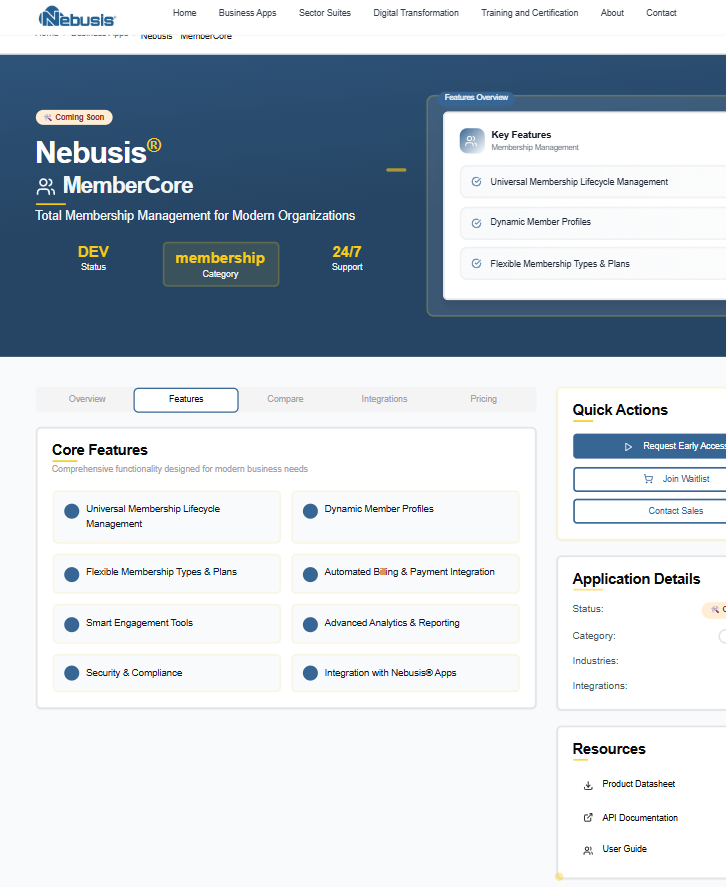 Nebusis
Home
Business Apps
Sector Suites
Digital Transformation
Training and Certification
About
Contact
Home Business Apps Nebusis MemberCore
Coming Soon
Nebusis®
MemberCore
Total Membership Management for Modern Organizations
DEV
Status
membership
Category
24/7
Support
Features Overview
Key Features
Membership Management
Universal Membership Lifecycle Management
Dynamic Member Profiles
Flexible Membership Types & Plans
Overview
Features
Compare
Integrations
Pricing
Core Features
Comprehensive functionality designed for modern business needs
Universal Membership Lifecycle
Management
Dynamic Member Profiles
Flexible Membership Types & Plans
Automated Billing & Payment Integration
Smart Engagement Tools
Advanced Analytics & Reporting
Security & Compliance
Integration with Nebusis® Apps
Quick Actions
Request Early Access
Join Waitlist
Contact Sales
Application Details
Status:
Category:
Industries:
Integrations:
Resources
Product Datasheet
API Documentation
User Guide